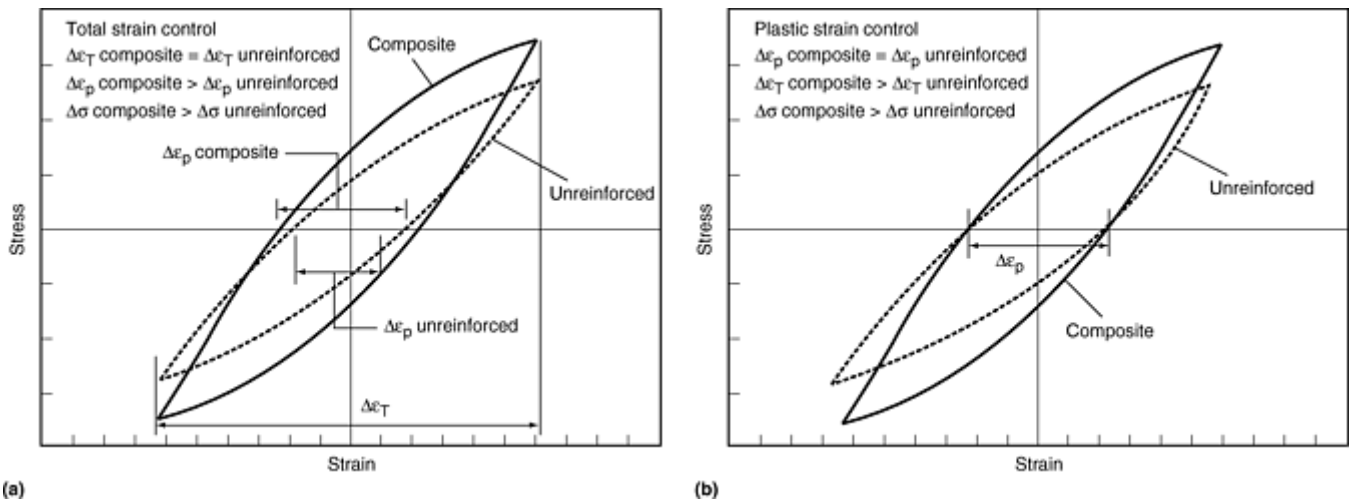 Total strain control
Δε_T composite = Δε_T unreinforced
Δε_p composite > Δε_p unreinforced
Δσ composite > Δσ unreinforced
Composite
Δε_p composite
Unreinforced
Δε_p unreinforced
Δε_T
Stress
Strain
(a)
Plastic strain control
Δε_p composite = Δε_p unreinforced
Δε_T composite > Δε_T unreinforced
Δσ composite > Δσ unreinforced
Unreinforced
Δε_p
Composite
Stress
Strain
(b)